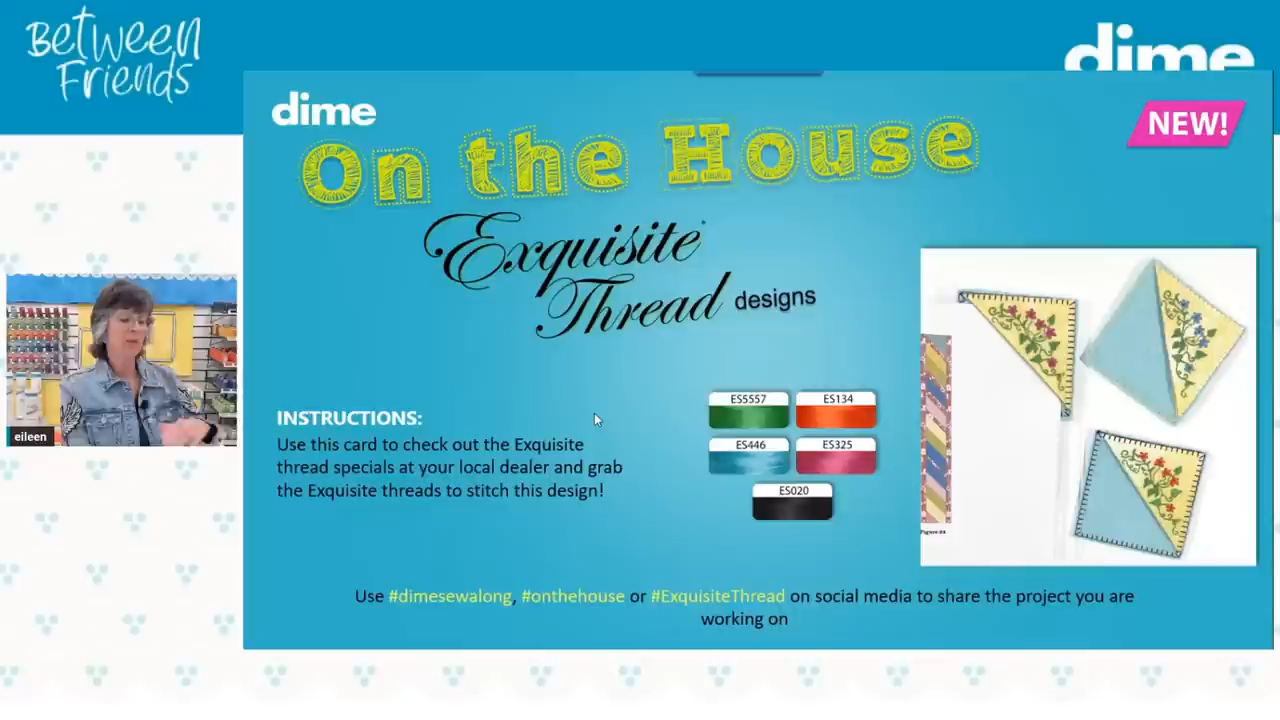 Between
Friends
dime
dime
NEW!
On the House
Exquisite
Thread designs
ES5557
ES134
ES446
ES325
ES020
INSTRUCTIONS:
Use this card to check out the Exquisite
thread specials at your local dealer and grab
the Exquisite threads to stitch this design!
eileen
Use #dimesewalong, #onthehouse or #ExquisiteThread on social media to share the project you are
working on